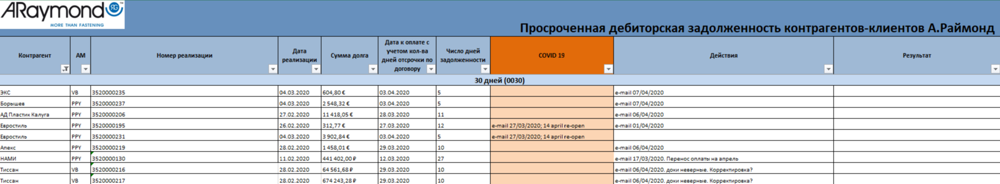 ARaymond
MORE THAN FASTENING
Просроченная дебиторская задолженность контрагентов-клиентов А.Раймонд
Контрагент AM Номер реализации Дата реализации Сумма долга Дата к оплате с учетом кол-ва дней отсрочки по договору Число дней задолженности COVID 19 Действия Результат
30 дней (0030)
ЭКС VB 3520000235 04.03.2020 604,80 € 03.04.2020 5 e-mail 07/04/2020
Борышев PPY 3520000237 04.03.2020 2 548,32 € 03.04.2020 5 e-mail 07/04/2020
АД Пластик Калуга PPY 3520000206 27.02.2020 11 418,05 € 28.03.2020 11 e-mail 06/04/2020
Евростиль PPY 3520000195 26.02.2020 312,77 € 27.03.2020 12 e-mail 27/03/2020; 14 april re-open e-mail 01/04/2020
Евростиль PPY 3520000231 04.03.2020 3 902,84 € 03.04.2020 5 e-mail 27/03/2020; 14 april re-open
Апекс PPY 3520000219 28.02.2020 1 458,01 € 29.03.2020 10 e-mail 06/04/2020
НАМИ PPY 3520000130 11.02.2020 441 402,00 ₽ 12.03.2020 27 e-mail 17/03/2020. Перенос оплаты на апрель
Тиссан VB 3520000216 28.02.2020 64 561,68 ₽ 29.03.2020 10 e-mail 06/04/2020. доки неверные. Корректировка?
Тиссан VB 3520000217 28.02.2020 674 243,28 ₽ 29.03.2020 10 e-mail 06/04/2020. доки неверные. Корректировка?